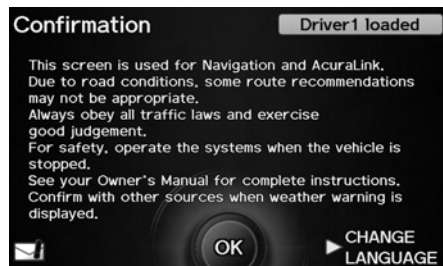 Confirmation
Driver1 loaded
This screen is used for Navigation and AcuraLink.
Due to road conditions, some route recommendations
may not be appropriate.
Always obey all traffic laws and exercise
good judgement.
For safety, operate the systems when the vehicle is
stopped.
See your Owner's Manual for complete instructions.
Confirm with other sources when weather warning is
displayed.
OK
CHANGE
LANGUAGE